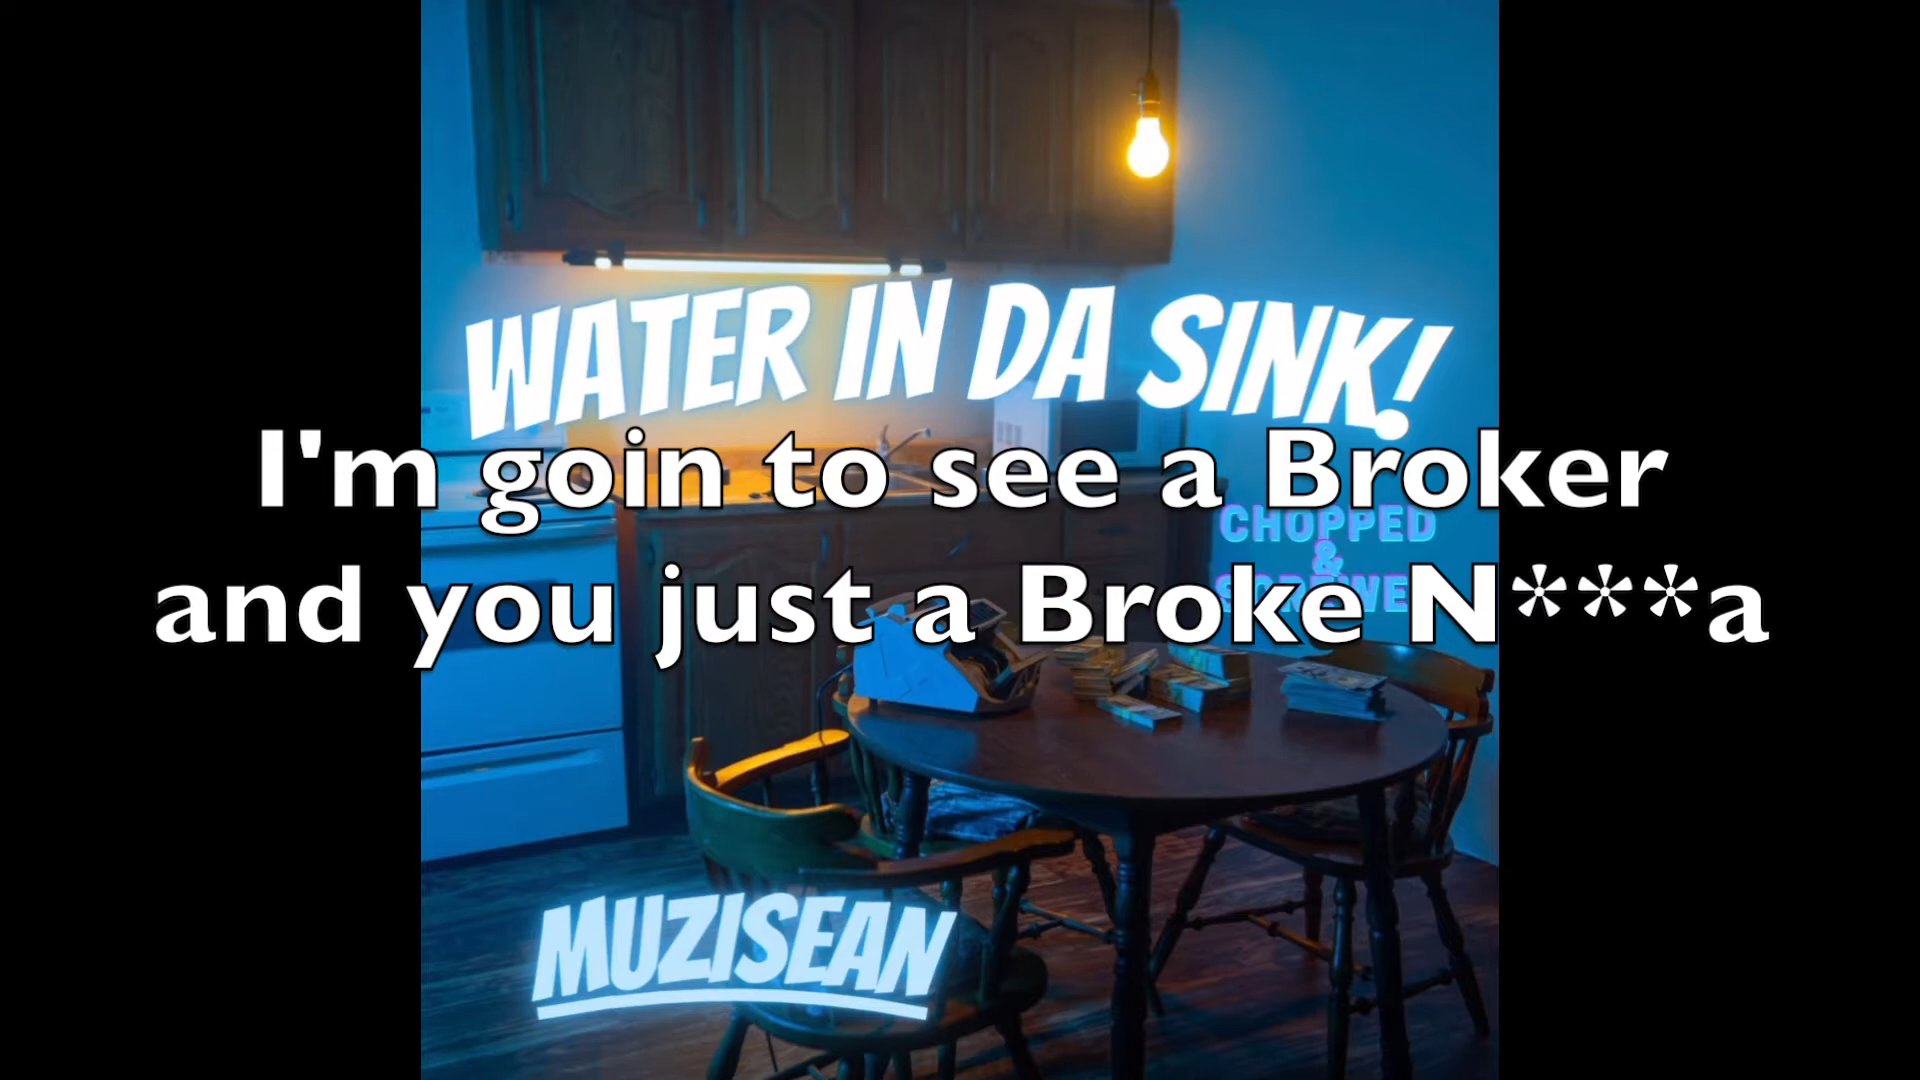 WATER IN DA SINK!
I'm goin to see a Broker
CHOPPED
&
and you just a Broke N***a
MUZISEAN